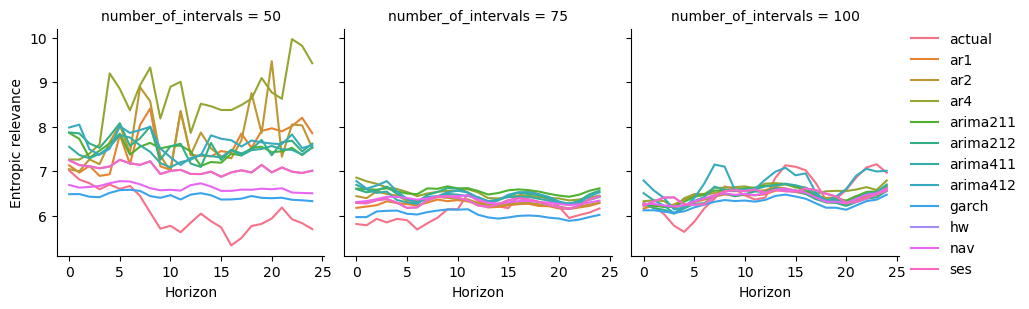 number_of_intervals = 50
number_of_intervals = 75
number_of_intervals = 100
Entropic relevance
10
9
8
7
6
0 5 10 15 20 25
0 5 10 15 20 25
0 5 10 15 20 25
Horizon
Horizon
Horizon
actual
ar1
ar2
ar4
arima211
arima212
arima411
arima412
garch
hw
nav
ses